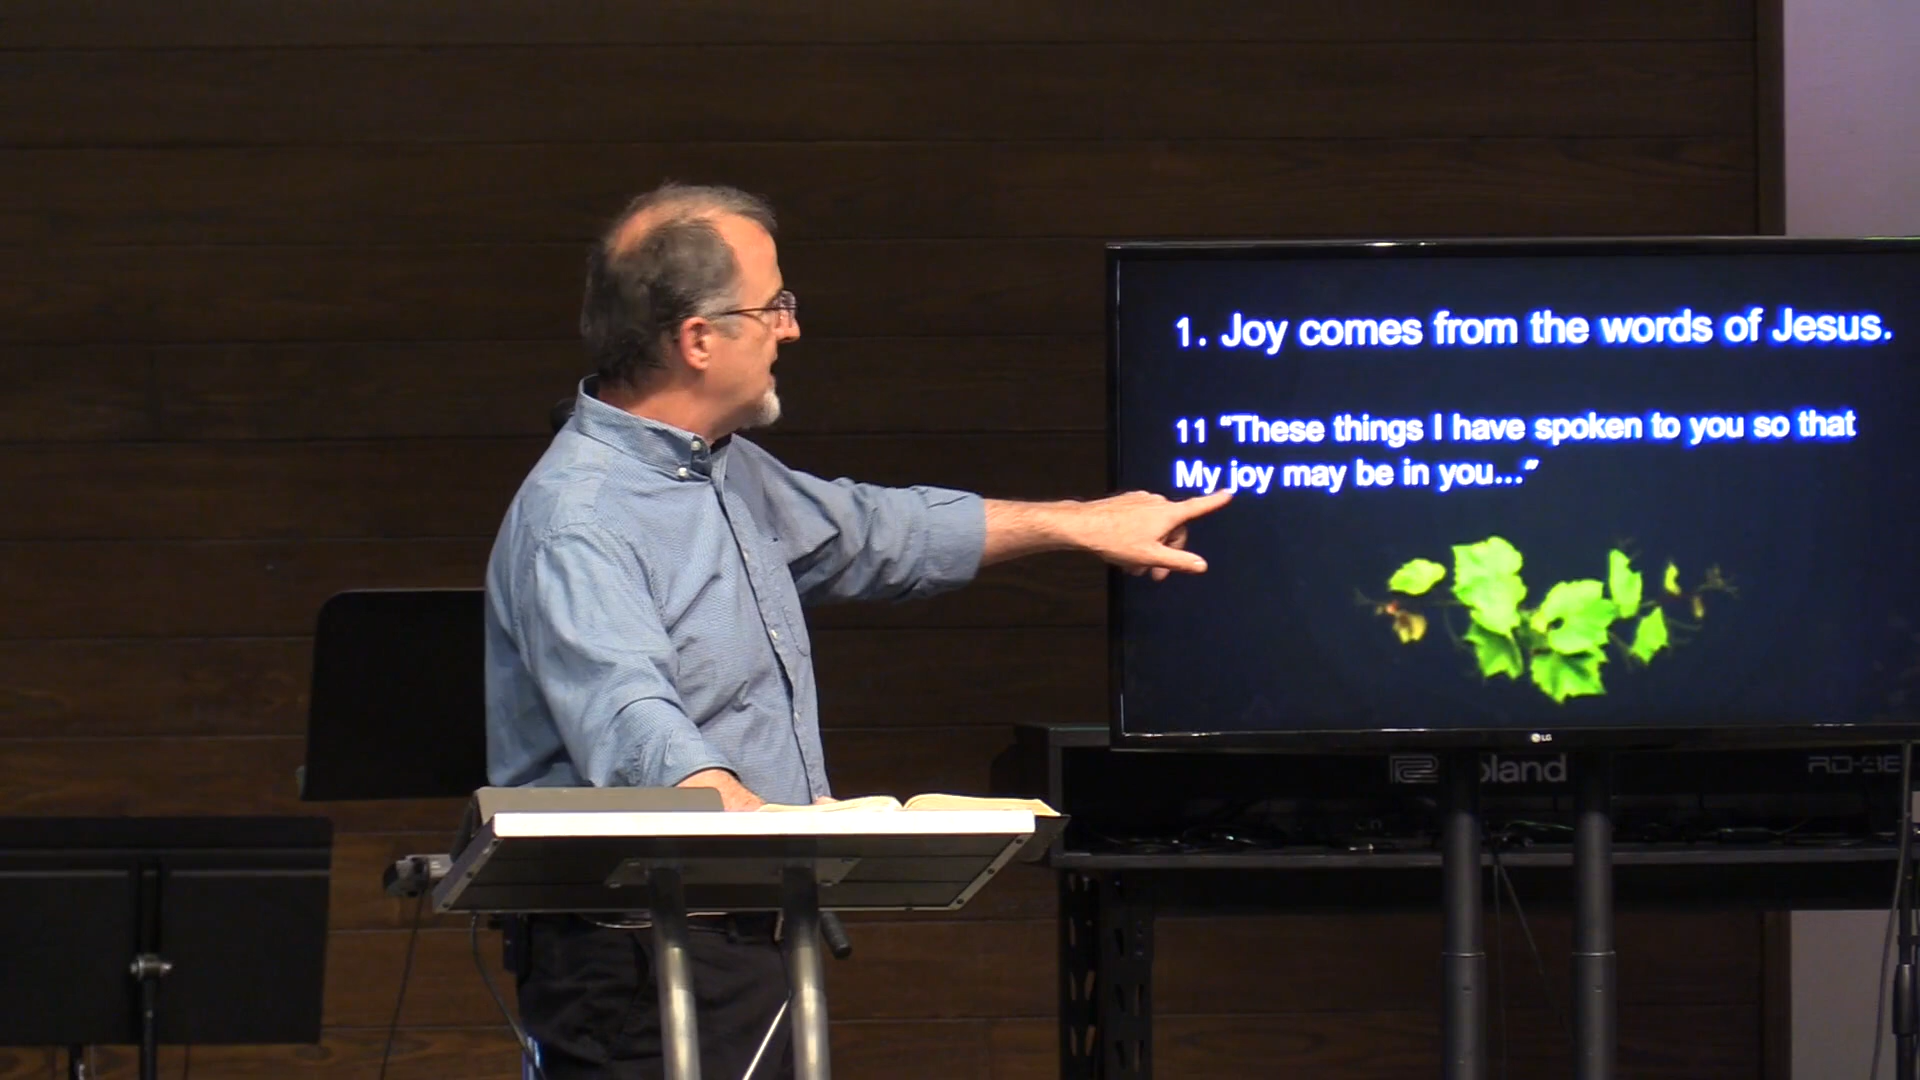 1. Joy comes from the words of Jesus.
11 “These things I have spoken to you so that
My joy may be in you...”
LG
Roland
RD-